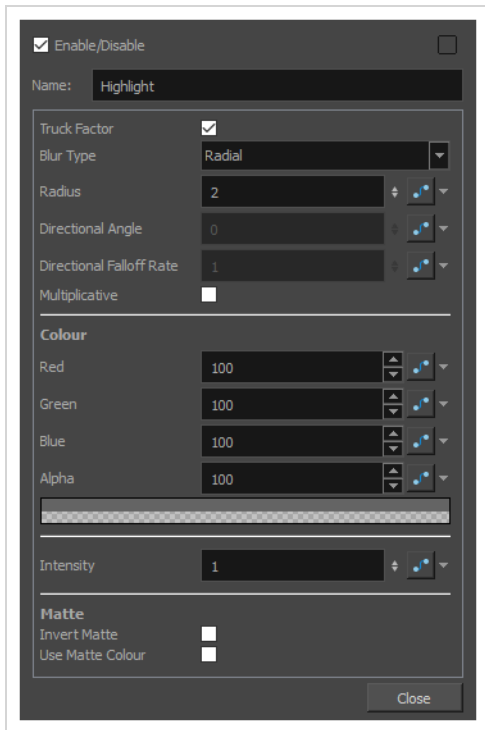 Enable/Disable
Name: Highlight
Truck Factor
Blur Type Radial
Radius 2
Directional Angle 0
Directional Falloff Rate 1
Multiplicative
Colour
Red 100
Green 100
Blue 100
Alpha 100
Intensity 1
Matte
Invert Matte
Use Matte Colour
Close